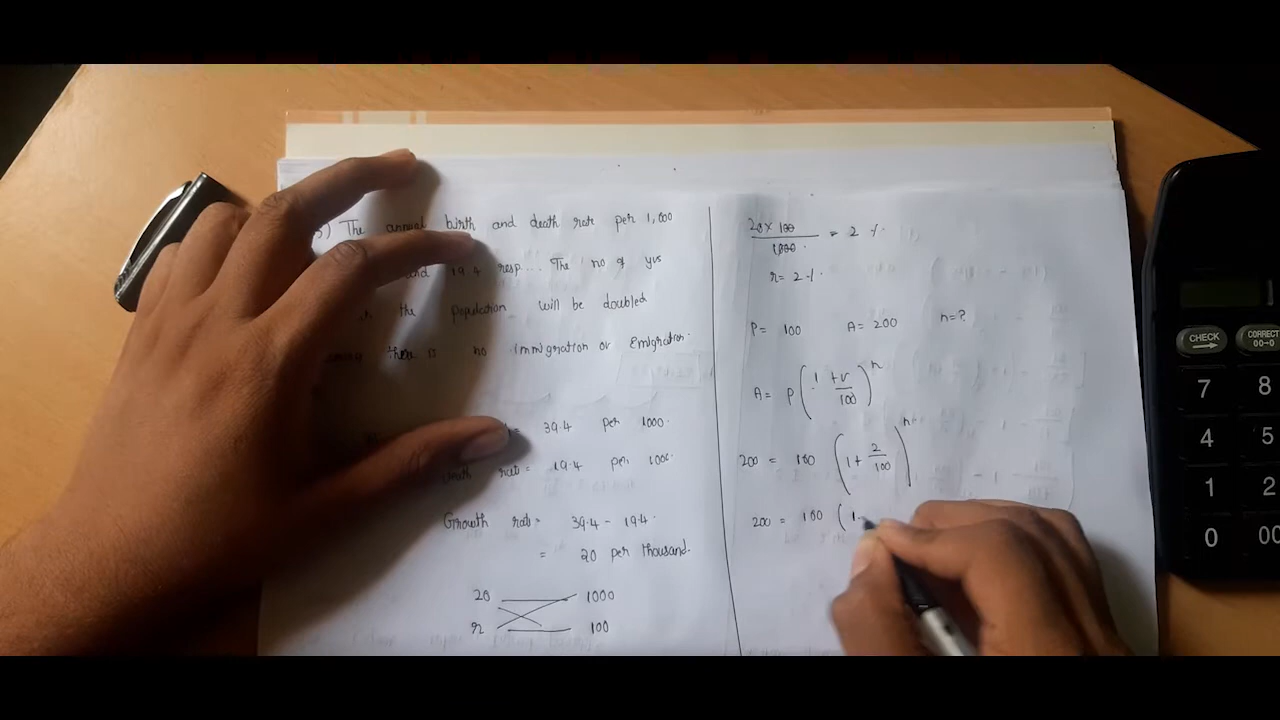 The annual birth and death rate per 1,000
and 19.4 resp... The no of yrs
the population will be doubled
there is no immigration or Emigration.
= 39.4 per 1000.
rate = 19.4 per 1000.
Growth rate = 39.4 - 19.4.
= 20 per thousand.
20 1000
r 100
20 x 100
1000 = 2 %
r = 2 %.
P = 100 A = 200 n = ?
A = P ( 1 + r
100 ) n
200 = 100 ( 1 + 2
100 ) n
200 = 100 ( 1
CHECK CORRECT
00→0
7 8
4 5
1 2
0 00